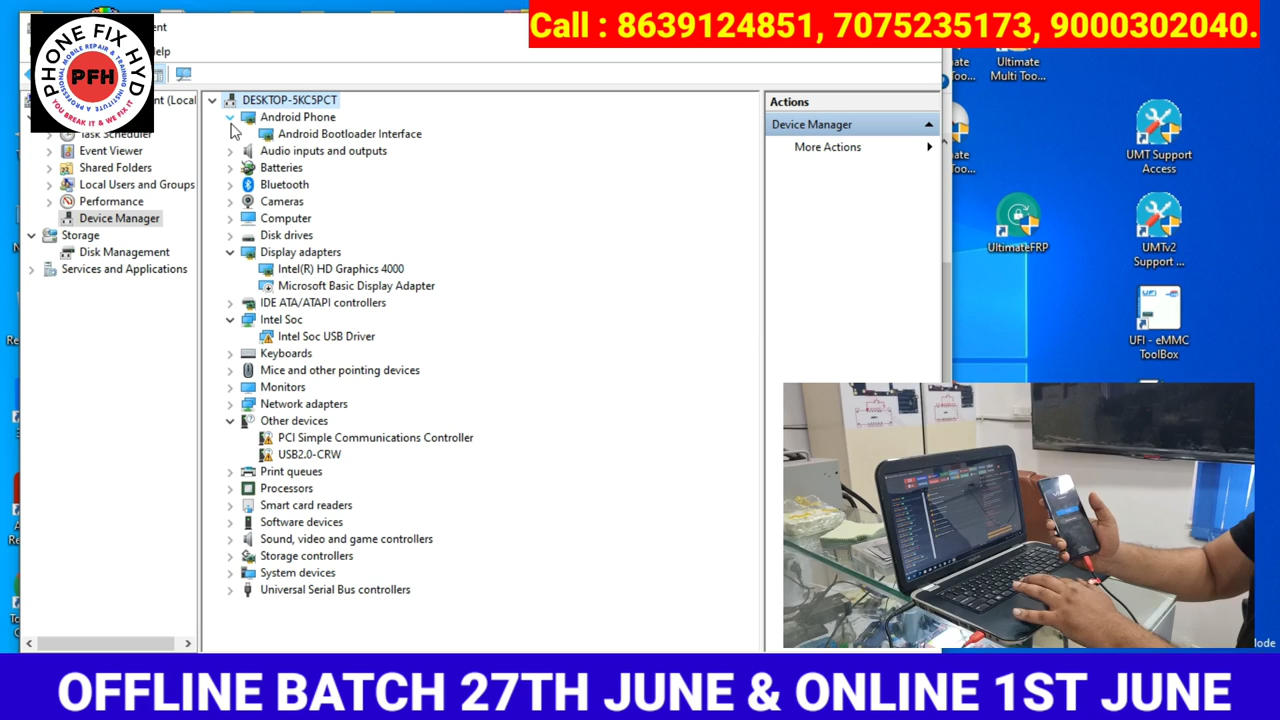 Call : 8639124851, 7075235173, 9000302040.
PHONE FIX HYD
PROFESSIONAL MOBILE REPAIR & TRAINING INSTITUTE
PFH
YOU BREAK IT & WE FIX IT
Task Scheduler
Event Viewer
Shared Folders
Local Users and Groups
Performance
Device Manager
Storage
Disk Management
Services and Applications
DESKTOP-5KC5PCT
Android Phone
Android Bootloader Interface
Audio inputs and outputs
Batteries
Bluetooth
Cameras
Computer
Disk drives
Display adapters
Intel(R) HD Graphics 4000
Microsoft Basic Display Adapter
IDE ATA/ATAPI controllers
Intel Soc
Intel Soc USB Driver
Keyboards
Mice and other pointing devices
Monitors
Network adapters
Other devices
PCI Simple Communications Controller
USB2.0-CRW
Print queues
Processors
Smart card readers
Software devices
Sound, video and game controllers
Storage controllers
System devices
Universal Serial Bus controllers
Actions
Device Manager
More Actions
Ultimate
Multi Too...
UMT Support
Access
UltimateFRP
UMTv2
Support ...
UFI
UFI - eMMC
ToolBox
OFFLINE BATCH 27TH JUNE & ONLINE 1ST JUNE